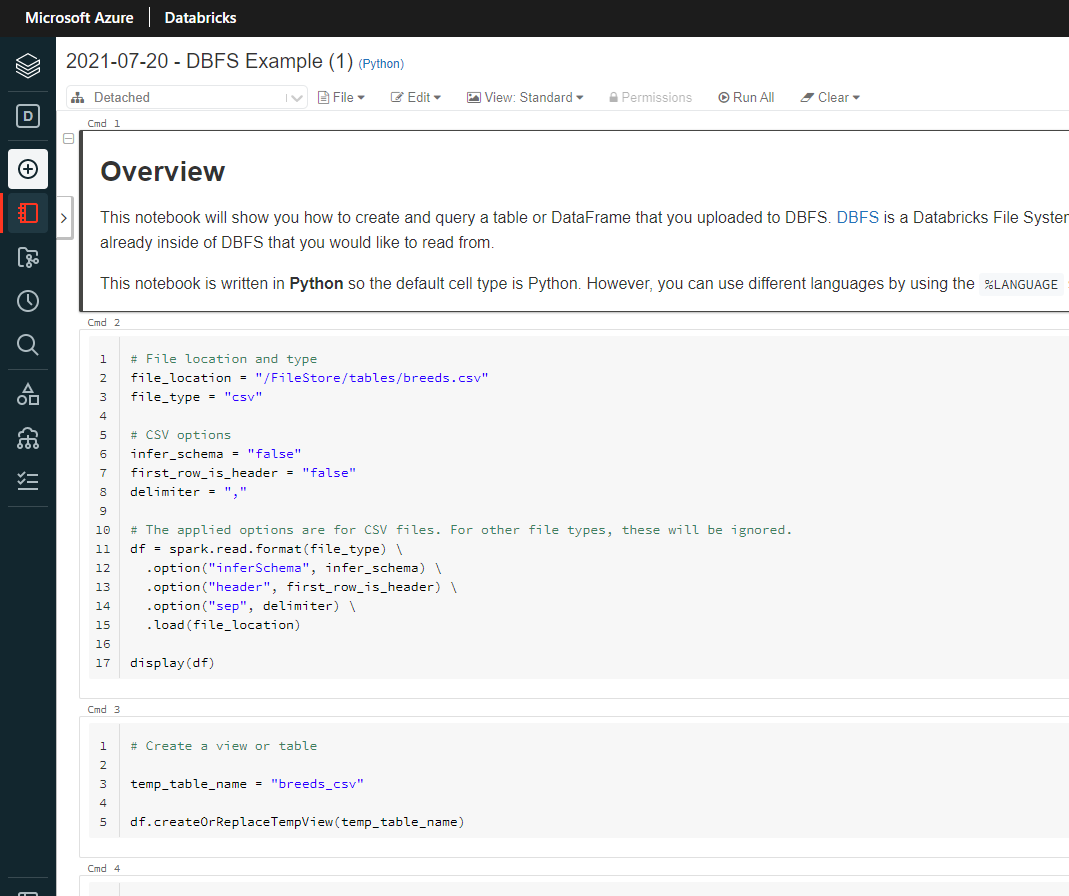 Microsoft Azure Databricks
2021-07-20 - DBFS Example (1) (Python)
Detached File Edit View: Standard Permissions Run All Clear
D
Cmd 1
Overview
This notebook will show you how to create and query a table or DataFrame that you uploaded to DBFS. DBFS is a Databricks File System
already inside of DBFS that you would like to read from.
This notebook is written in Python so the default cell type is Python. However, you can use different languages by using the %LANGUAGE
Cmd 2
1 # File location and type
2 file_location = "/FileStore/tables/breeds.csv"
3 file_type = "csv"
4
5 # CSV options
6 infer_schema = "false"
7 first_row_is_header = "false"
8 delimiter = ","
9
10 # The applied options are for CSV files. For other file types, these will be ignored.
11 df = spark.read.format(file_type) \
12   .option("inferSchema", infer_schema) \
13   .option("header", first_row_is_header) \
14   .option("sep", delimiter) \
15   .load(file_location)
16
17 display(df)
Cmd 3
1 # Create a view or table
2
3 temp_table_name = "breeds_csv"
4
5 df.createOrReplaceTempView(temp_table_name)
Cmd 4